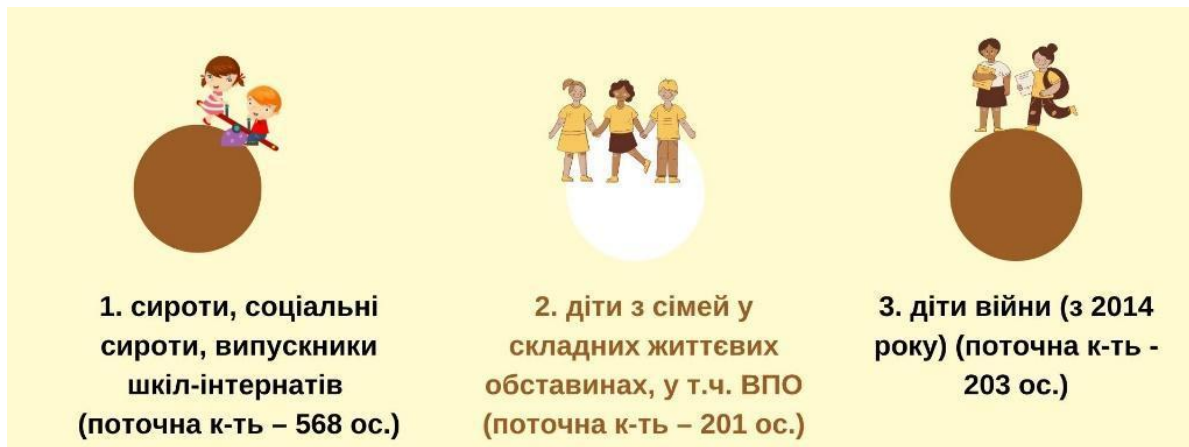 1. сироти, соціальні
сироти, випускники
шкіл-інтернатів
(поточна к-ть – 568 ос.)
2. діти з сімей у
складних життєвих
обставинах, у т.ч. ВПО
(поточна к-ть – 201 ос.)
3. діти війни (з 2014
року) (поточна к-ть -
203 ос.)